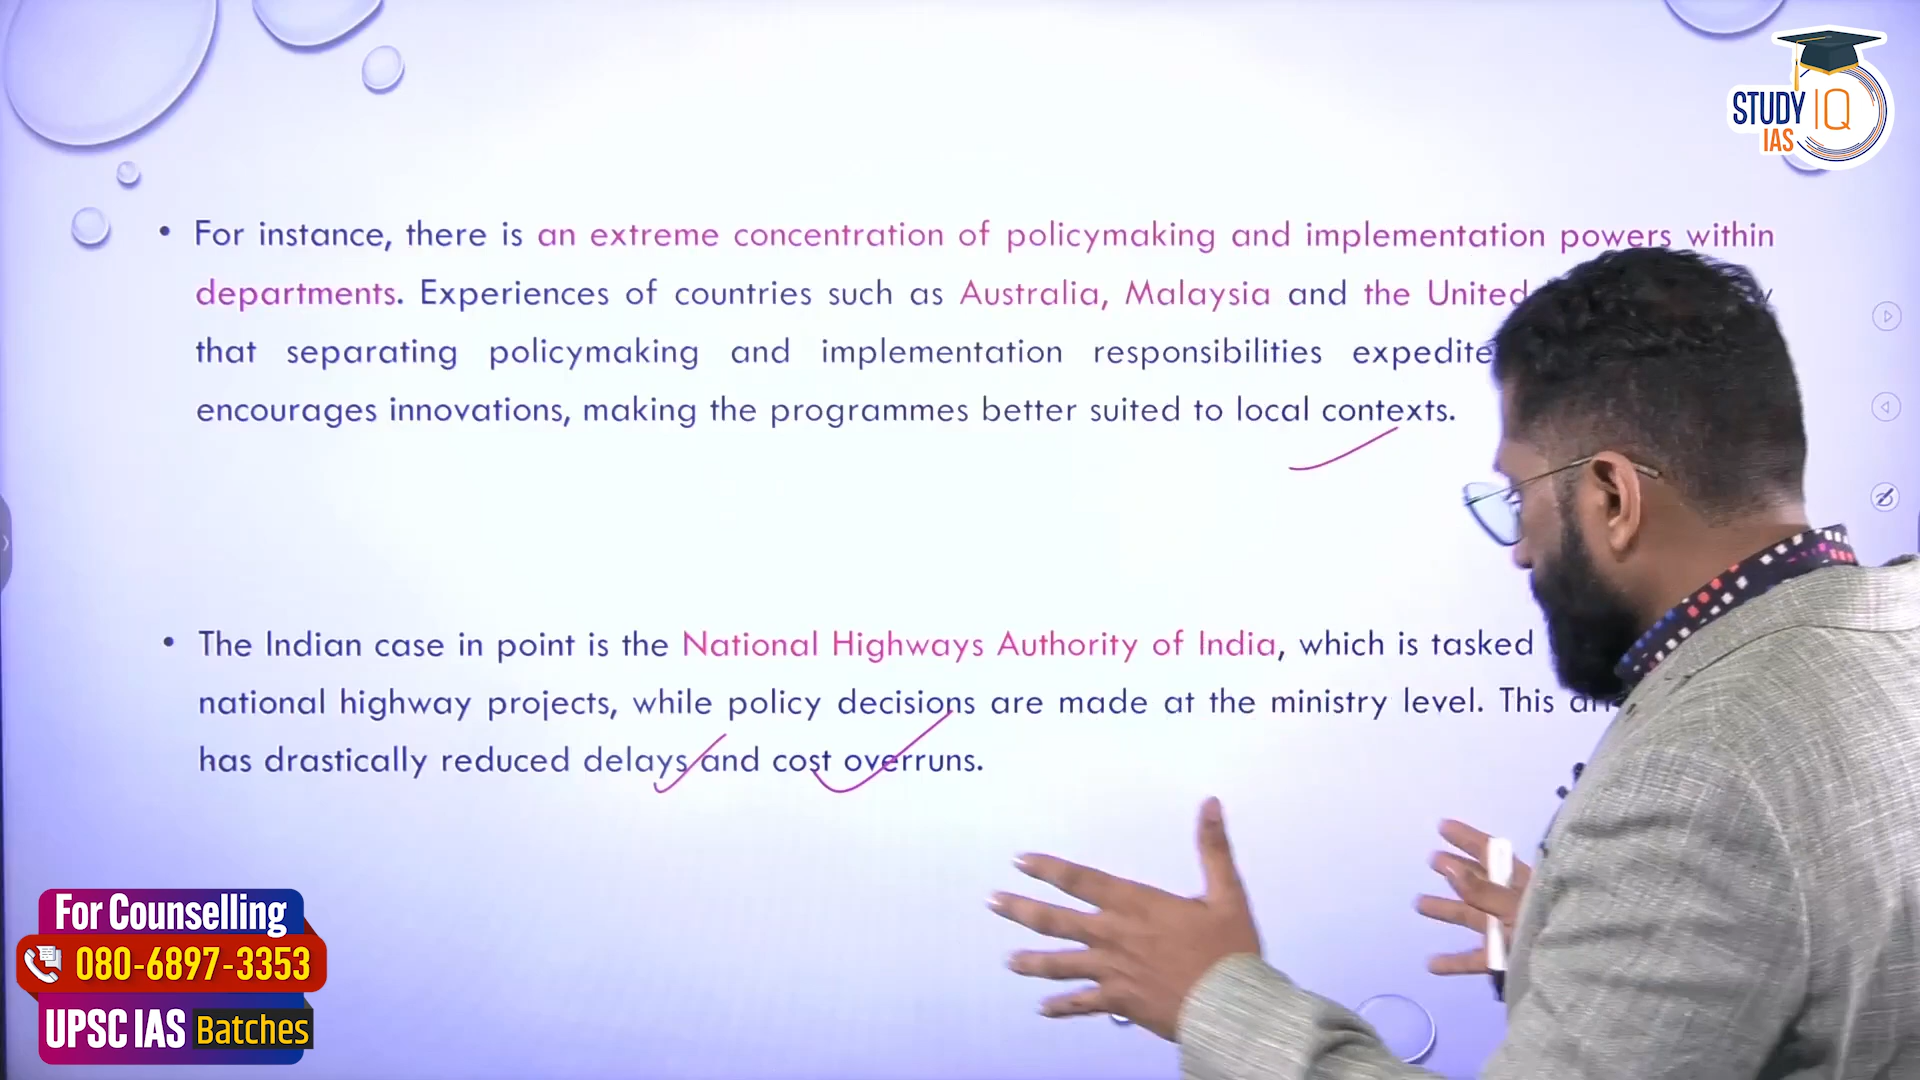 STUDY IQ
IAS
• For instance, there is an extreme concentration of policymaking and implementation powers within
departments. Experiences of countries such as Australia, Malaysia and the United
that separating policymaking and implementation responsibilities expedite
encourages innovations, making the programmes better suited to local contexts.
• The Indian case in point is the National Highways Authority of India, which is tasked
national highway projects, while policy decisions are made at the ministry level. This
has drastically reduced delays and cost overruns.
For Counselling
080-6897-3353
UPSC IAS Batches